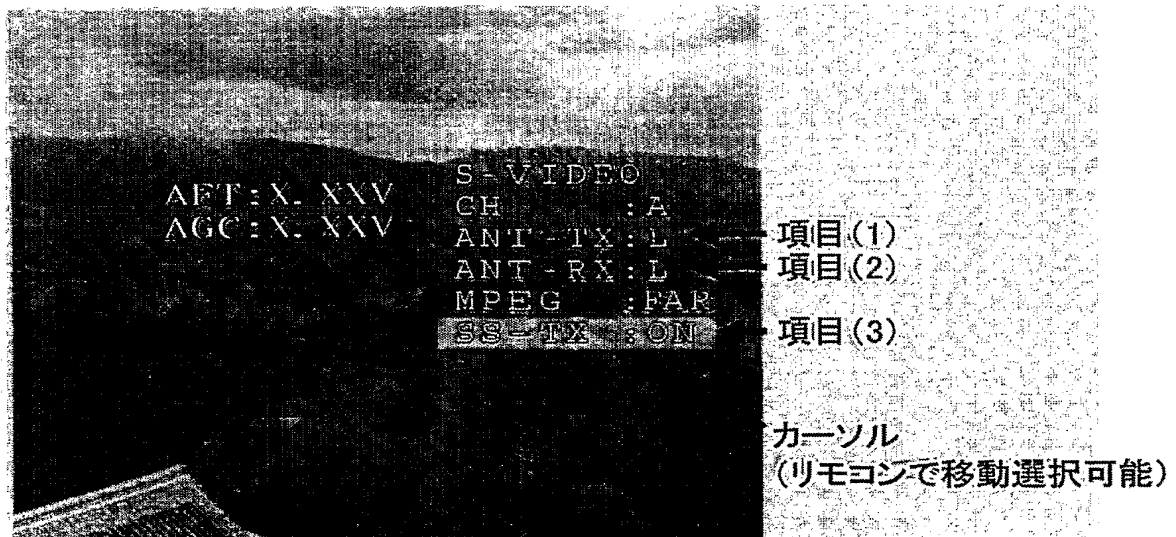 AFT:X. XXV
AGC:X. XXV
S-VIDEO
CH :A
ANT-TX:L
ANT-RX:L
MPEG :FAR
SS-TX :ON
項目(1)
項目(2)
項目(3)
カーソル
(リモコンで移動選択可能)